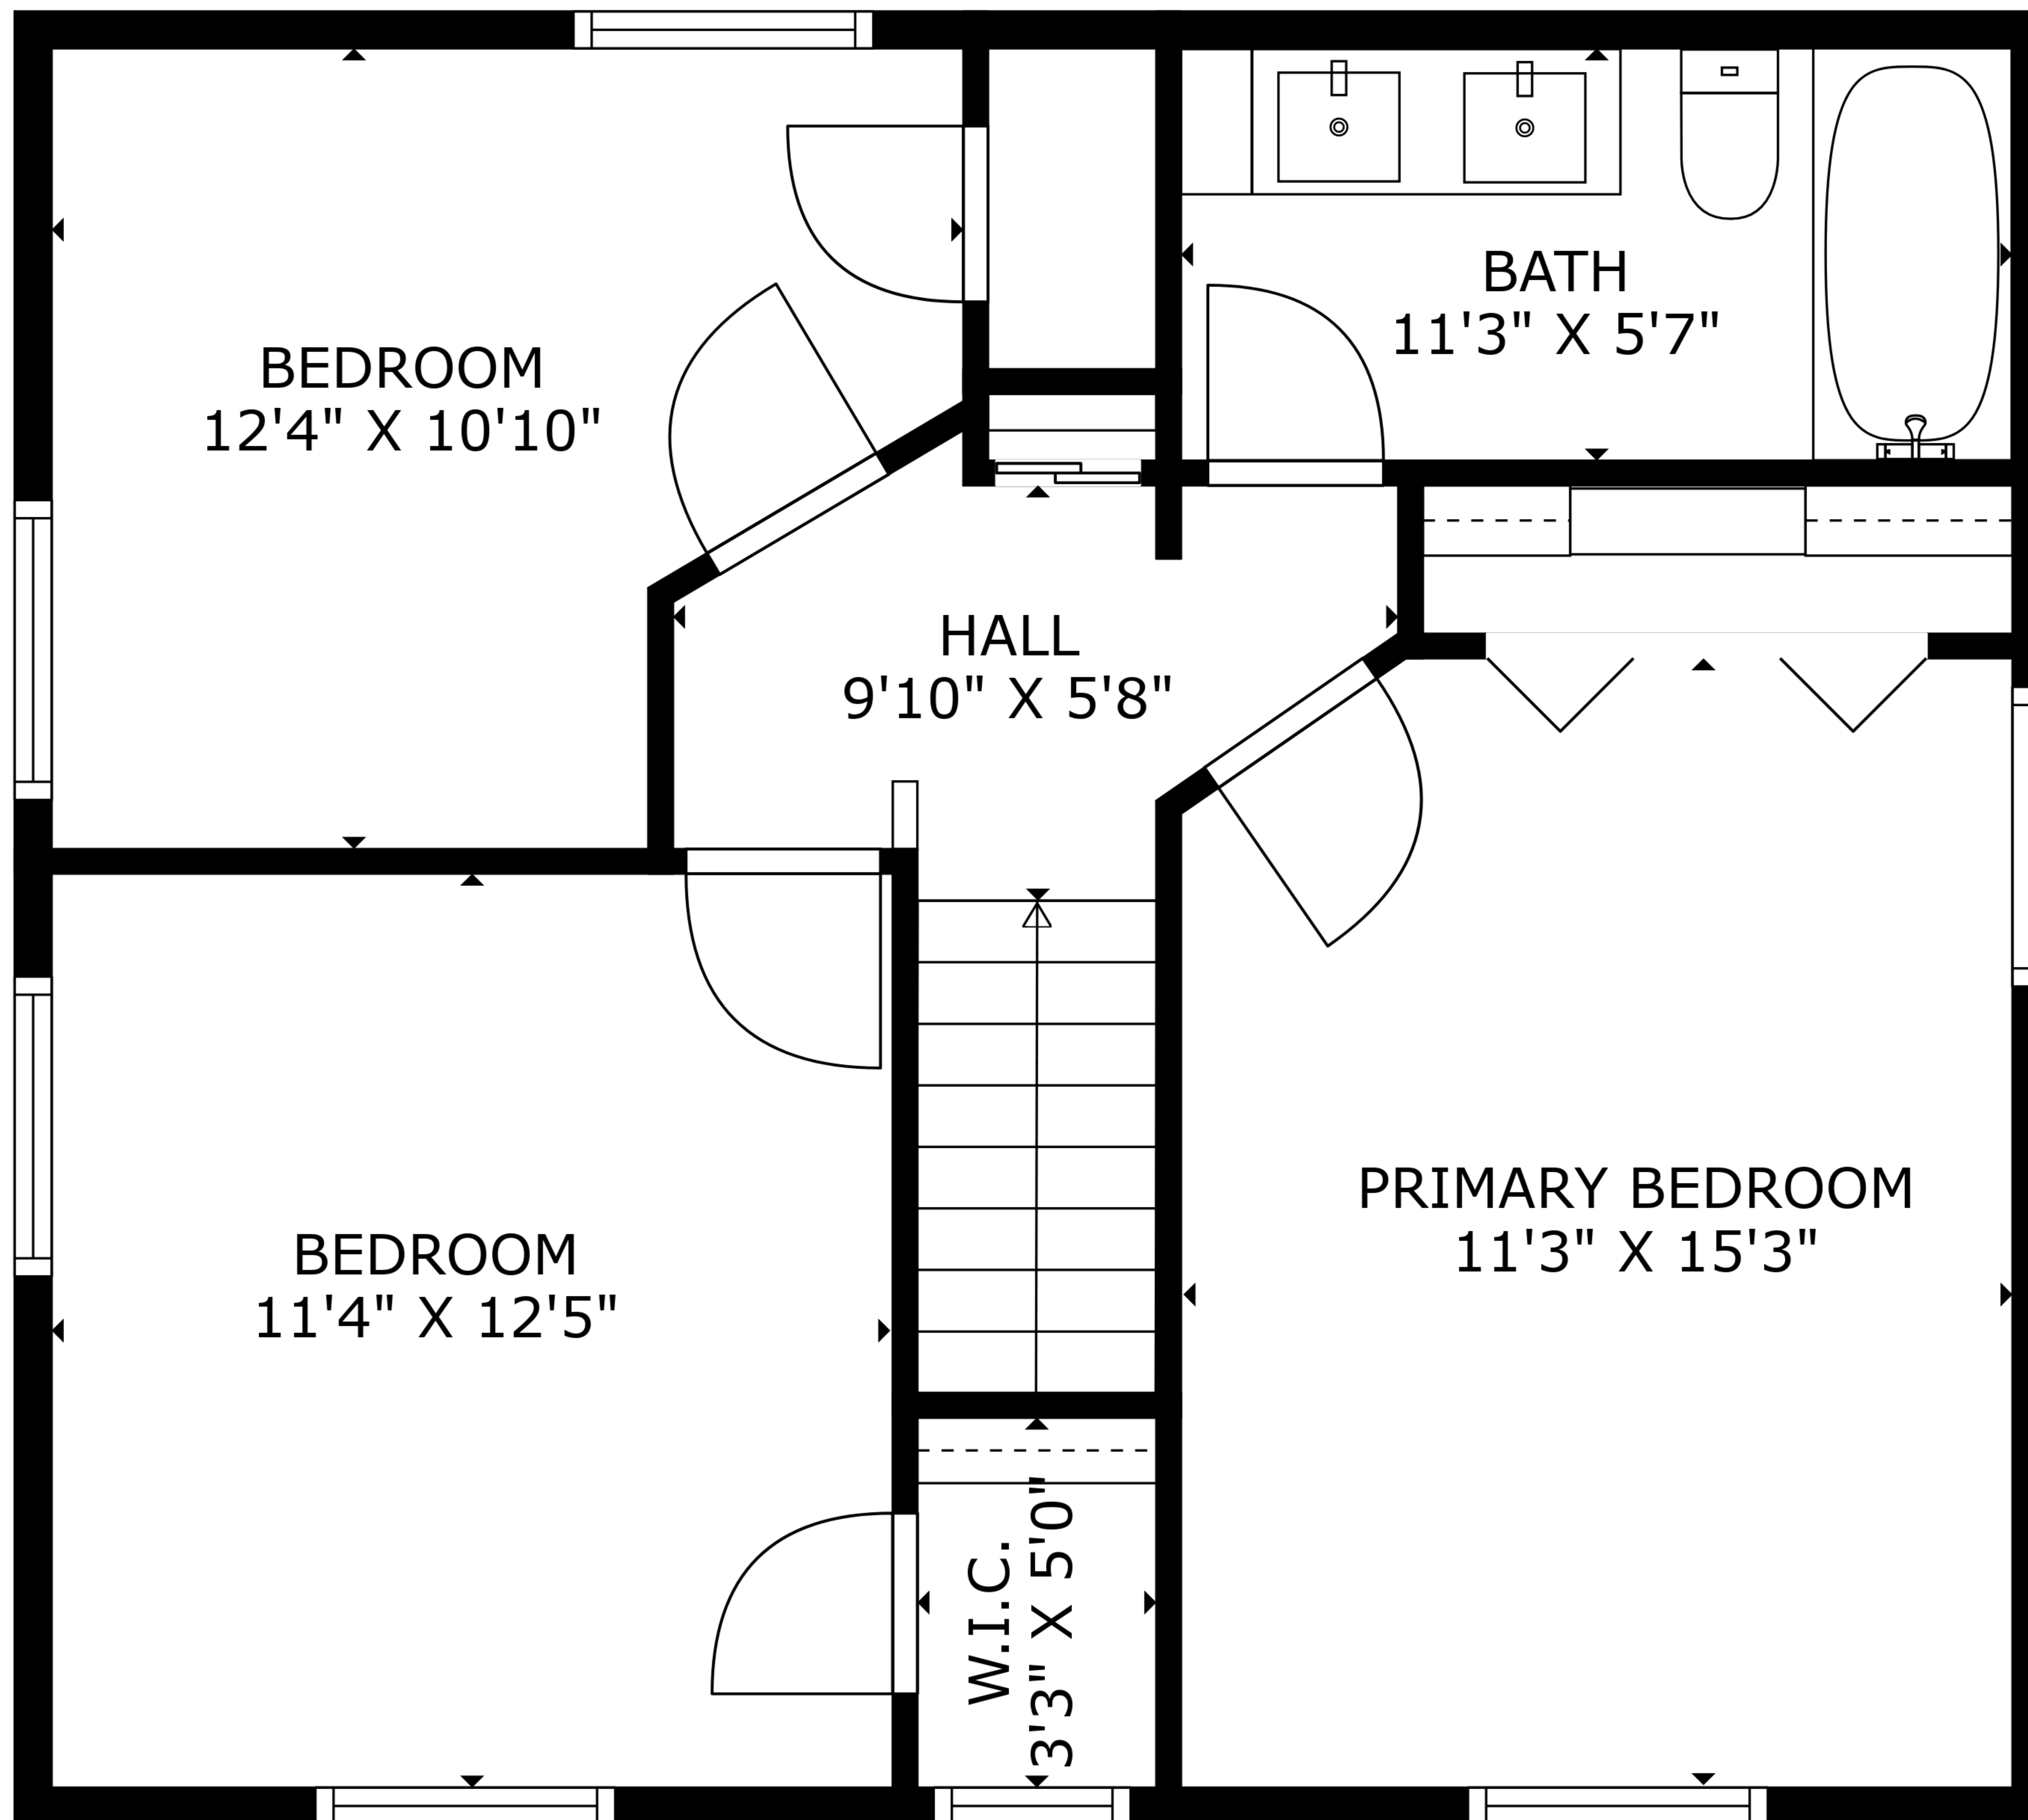 BATH
11'3" X 5'7"
BEDROOM
12'4" X 10'10"
HALL
9'10" X 5'8"
PRIMARY BEDROOM
11'3" X 15'3"
BEDROOM
11'4" X 12'5"
W.I.C.
3'3" X 5'0"